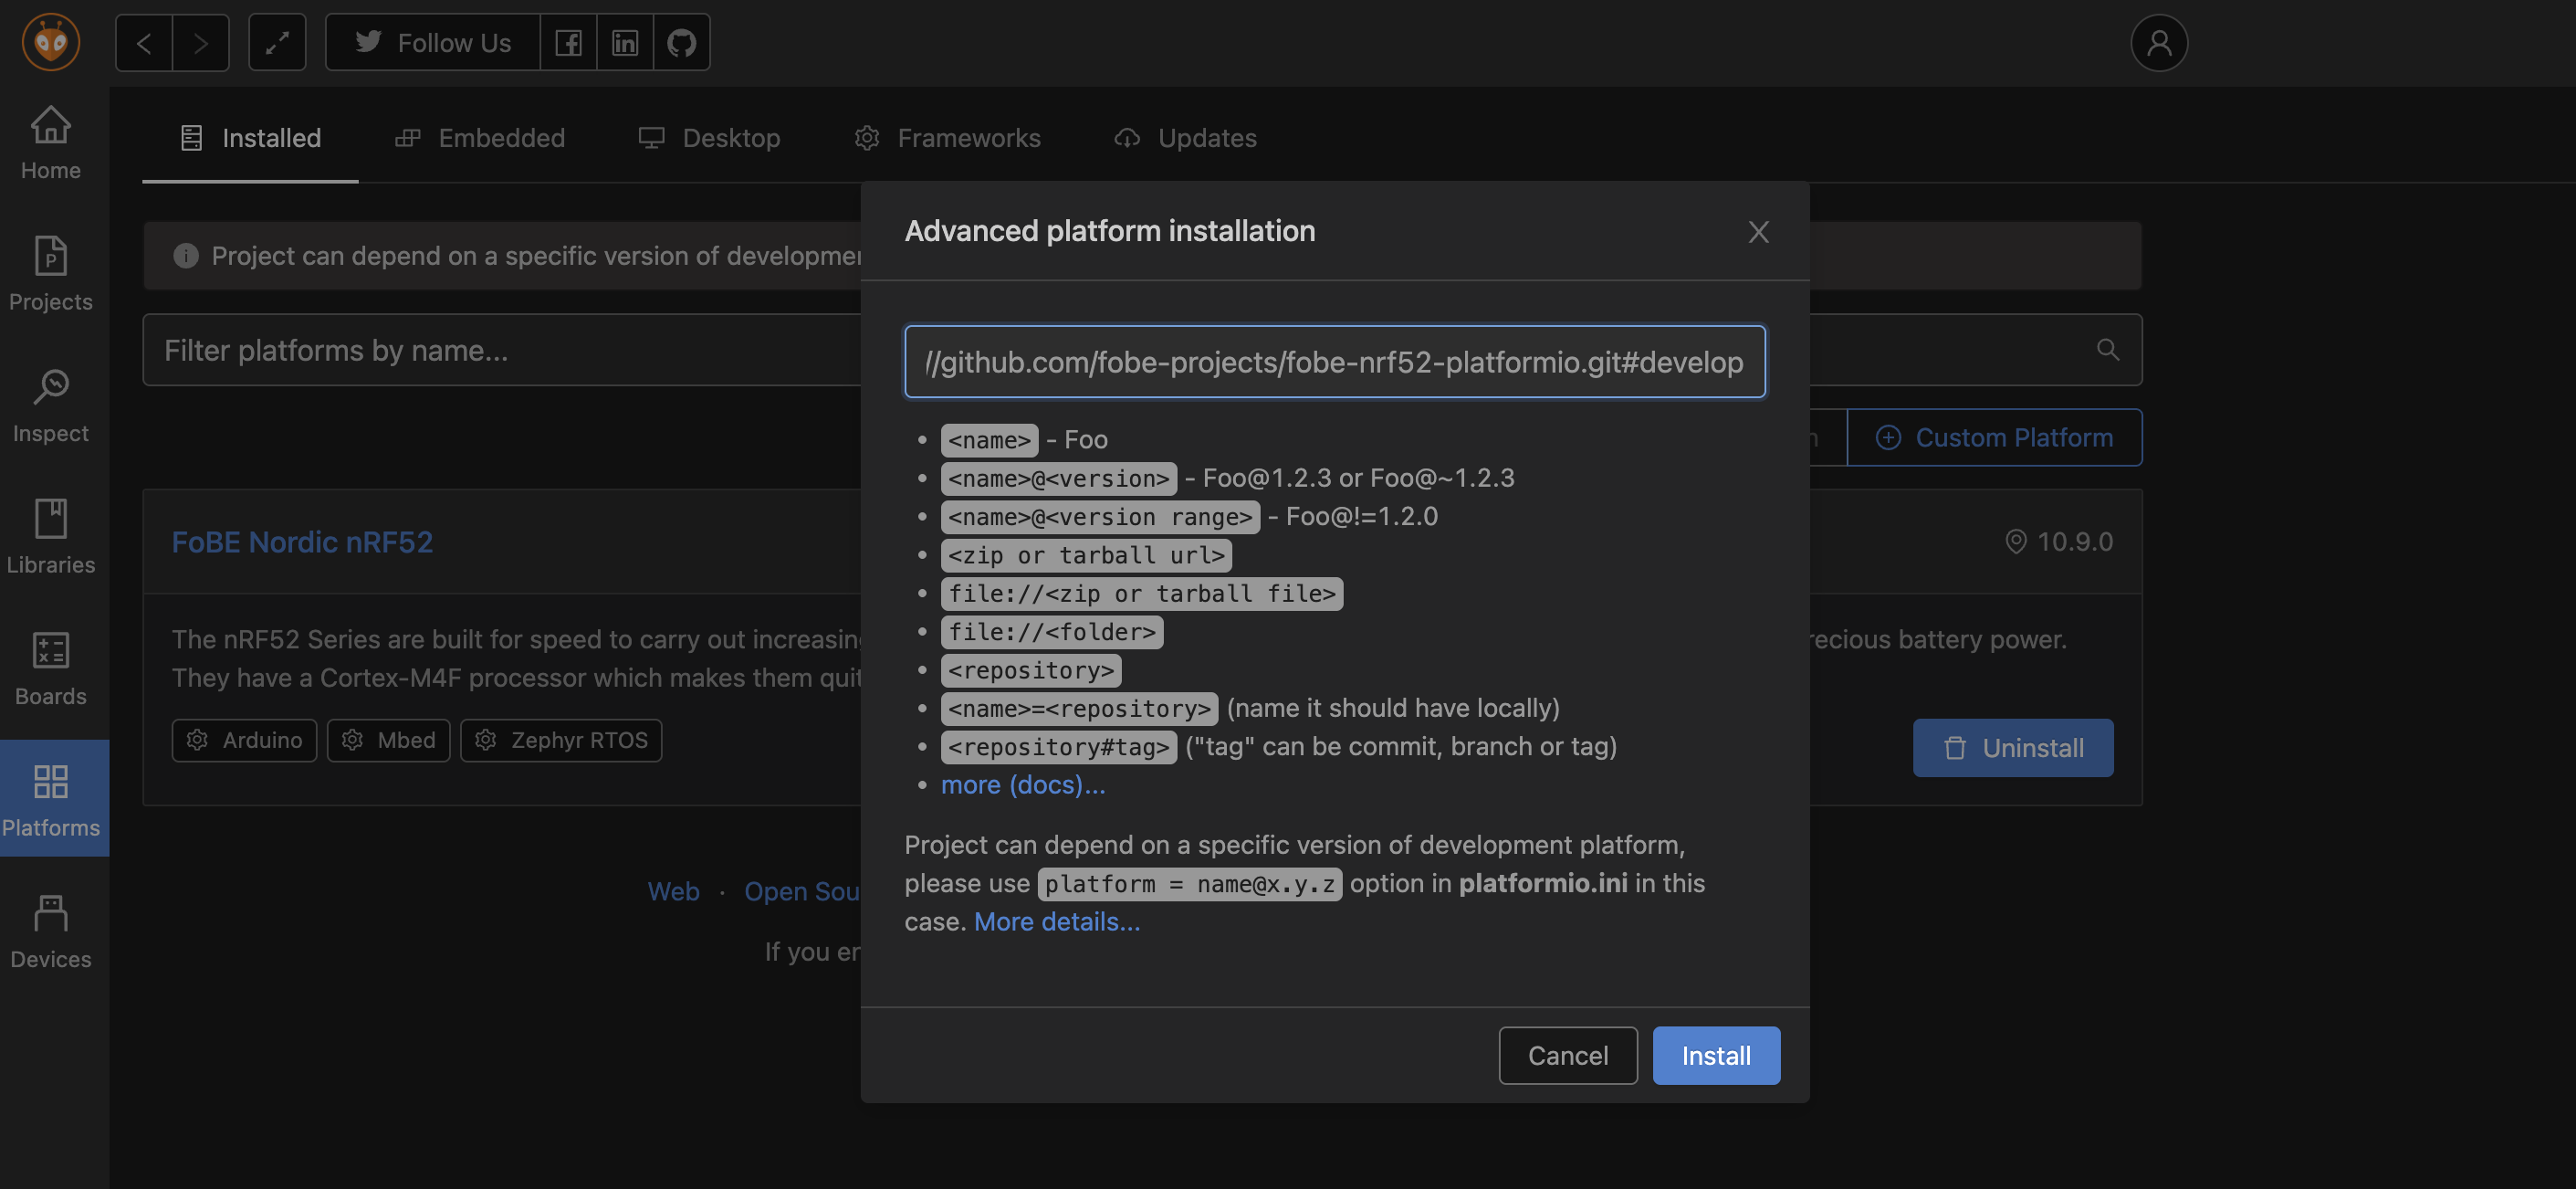 Follow Us
Home
Projects
Inspect
Libraries
Boards
Platforms
Devices
Installed
Embedded
Desktop
Frameworks
Updates
Project can depend on a specific version of
Filter platforms by name...
Custom Platform
FoBE Nordic nRF52
10.9.0
The nRF52 Series are built for speed to carry out
battery power.
They have a Cortex-M4F processor which makes them
Arduino
Mbed
Zephyr RTOS
Uninstall
Web · Open
If you
Advanced platform installation
//github.com/fobe-projects/fobe-nrf52-platformio.git#develop
• <name> - Foo
• <name>@<version> - Foo@1.2.3 or Foo@~1.2.3
• <name>@<version range> - Foo@!=1.2.0
• <zip or tarball url>
• file://<zip or tarball file>
• file://<folder>
• <repository>
• <name>=<repository> (name it should have locally)
• <repository#tag> ("tag" can be commit, branch or tag)
• more (docs)...
Project can depend on a specific version of development platform,
please use platform = name@x.y.z option in platformio.ini in this
case. More details...
Cancel
Install